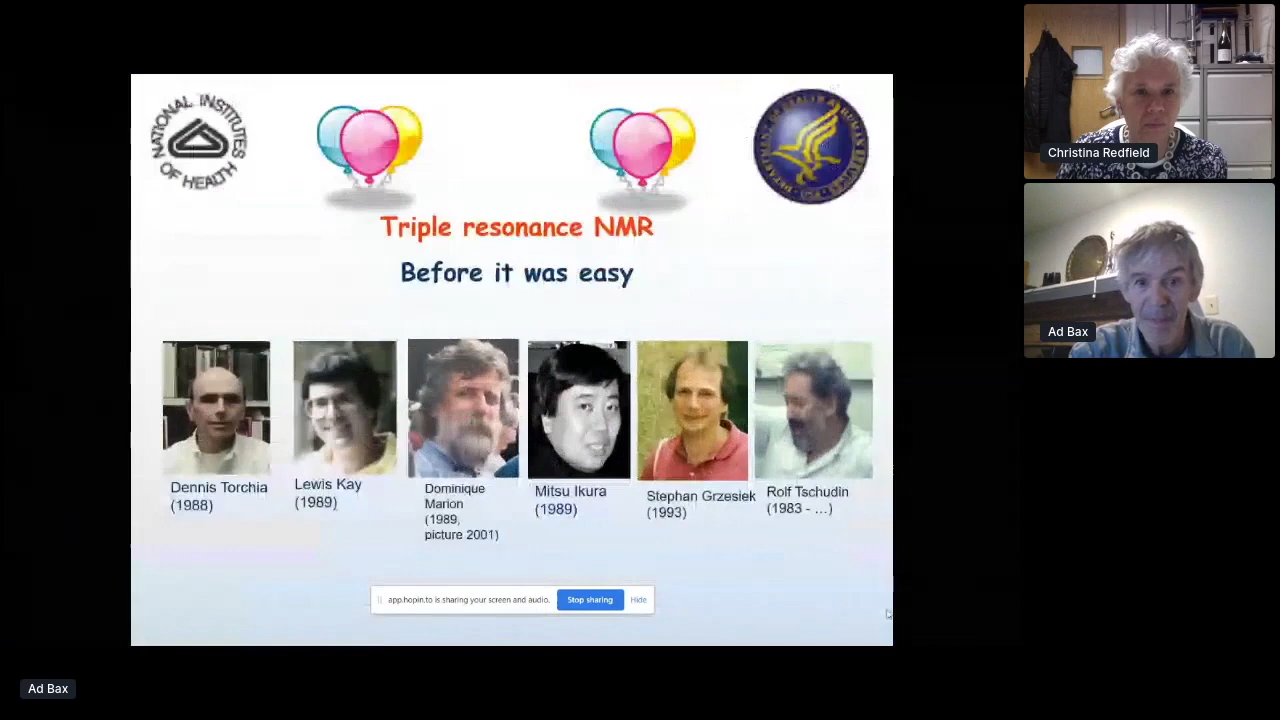 NATIONAL INSTITUTES
OF HEALTH
Triple resonance NMR
Before it was easy
Dennis Torchia
(1988)
Lewis Kay
(1989)
Dominique
Marion
(1989,
picture 2001)
Mitsu Ikura
(1989)
Stephan Grzesiek
(1993)
Rolf Tschudin
(1983 - ...)
app.hopin.to is sharing your screen and audio.
Stop sharing
Hide
Christina Redfield
Ad Bax
Ad Bax